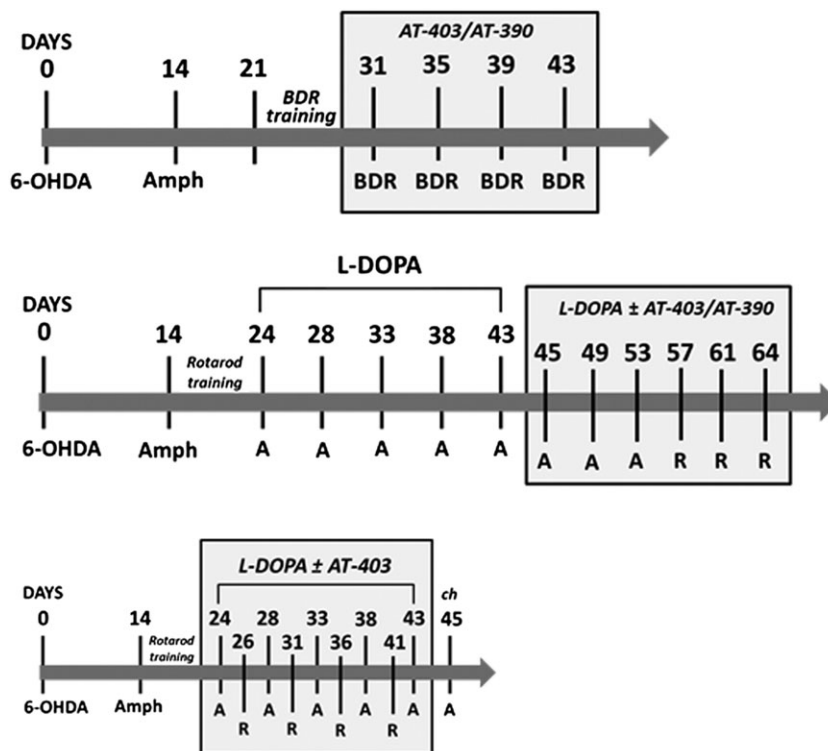 AT-403/AT-390
DAYS
0 14 21 31 35 39 43
BDR
training
6-OHDA Amph BDR BDR BDR BDR
L-DOPA
L-DOPA ± AT-403/AT-390
DAYS
0 14 24 28 33 38 43 45 49 53 57 61 64
Rotarod
training
6-OHDA Amph A A A A A A A A R R R
L-DOPA ± AT-403
DAYS ch
0 14 24 28 33 38 43 45
26 31 36 41
Rotarod
training
6-OHDA Amph A A A A A A
R R R R